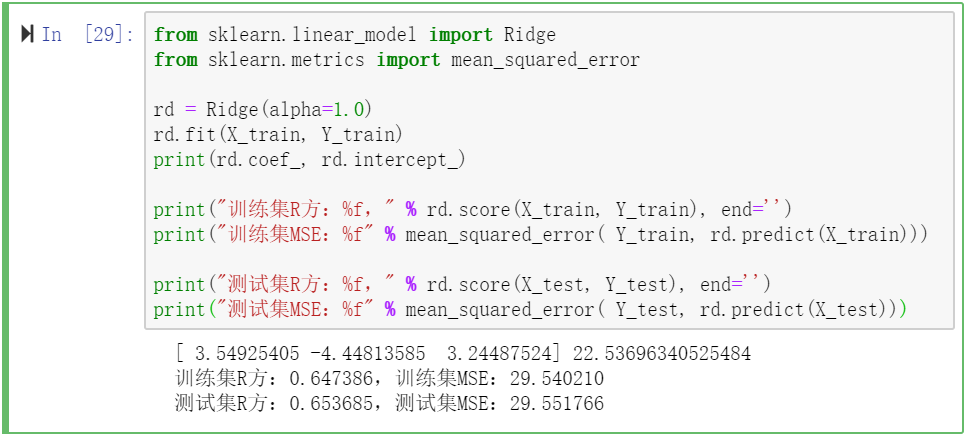 In [29]:
from sklearn.linear_model import Ridge
from sklearn.metrics import mean_squared_error
rd = Ridge(alpha=1.0)
rd.fit(X_train, Y_train)
print(rd.coef_, rd.intercept_)
print("训练集R方：%f，" % rd.score(X_train, Y_train), end='')
print("训练集MSE：%f" % mean_squared_error( Y_train, rd.predict(X_train)))
print("测试集R方：%f，" % rd.score(X_test, Y_test), end='')
print("测试集MSE：%f" % mean_squared_error( Y_test, rd.predict(X_test)))
[ 3.54925405 -4.44813585  3.24487524] 22.53696340525484
训练集R方：0.647386，训练集MSE：29.540210
测试集R方：0.653685，测试集MSE：29.551766